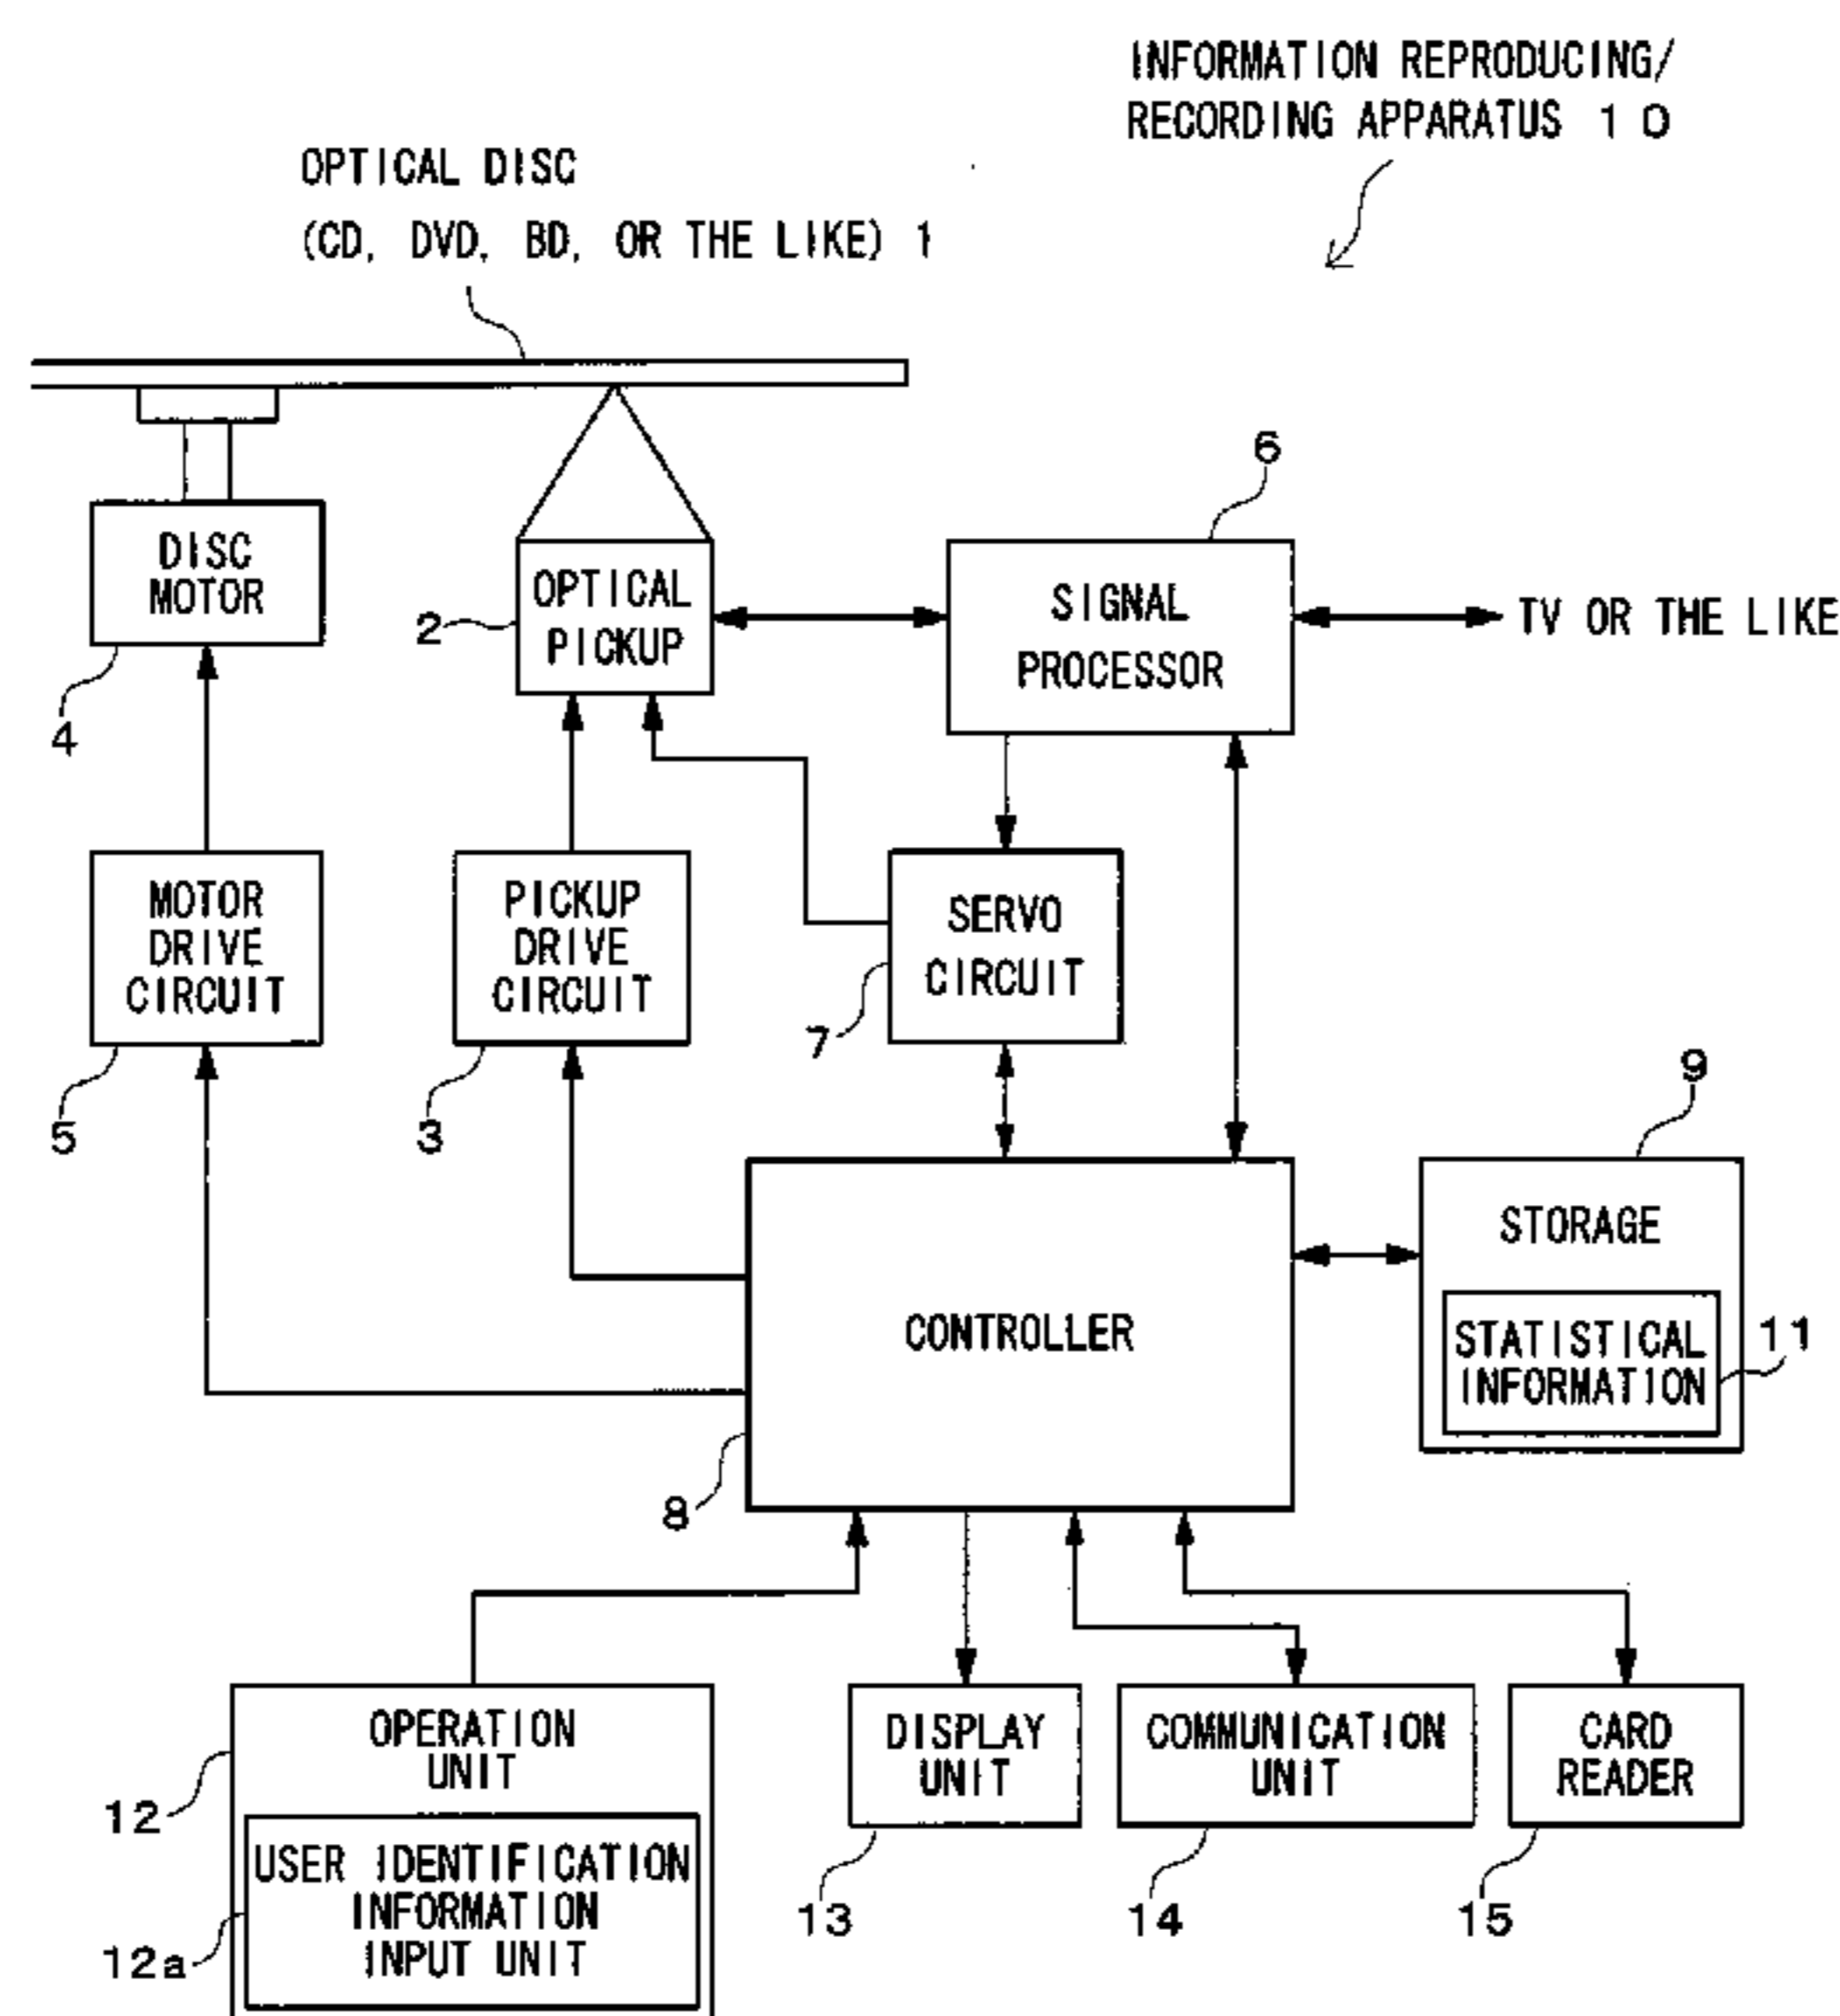 INFORMATION REPRODUCING/
RECORDING APPARATUS 10
OPTICAL DISC
(CD, DVD, BD, OR THE LIKE) 1
6
DISC
MOTOR
4
2
OPTICAL
PICKUP
SIGNAL
PROCESSOR
TV OR THE LIKE
MOTOR
DRIVE
CIRCUIT
5
PICKUP
DRIVE
CIRCUIT
3
SERVO
CIRCUIT
7
9
STORAGE
STATISTICAL
INFORMATION
11
CONTROLLER
8
OPERATION
UNIT
12
USER IDENTIFICATION
INFORMATION
INPUT UNIT
12a
DISPLAY
UNIT
13
COMMUNICATION
UNIT
14
CARD
READER
15